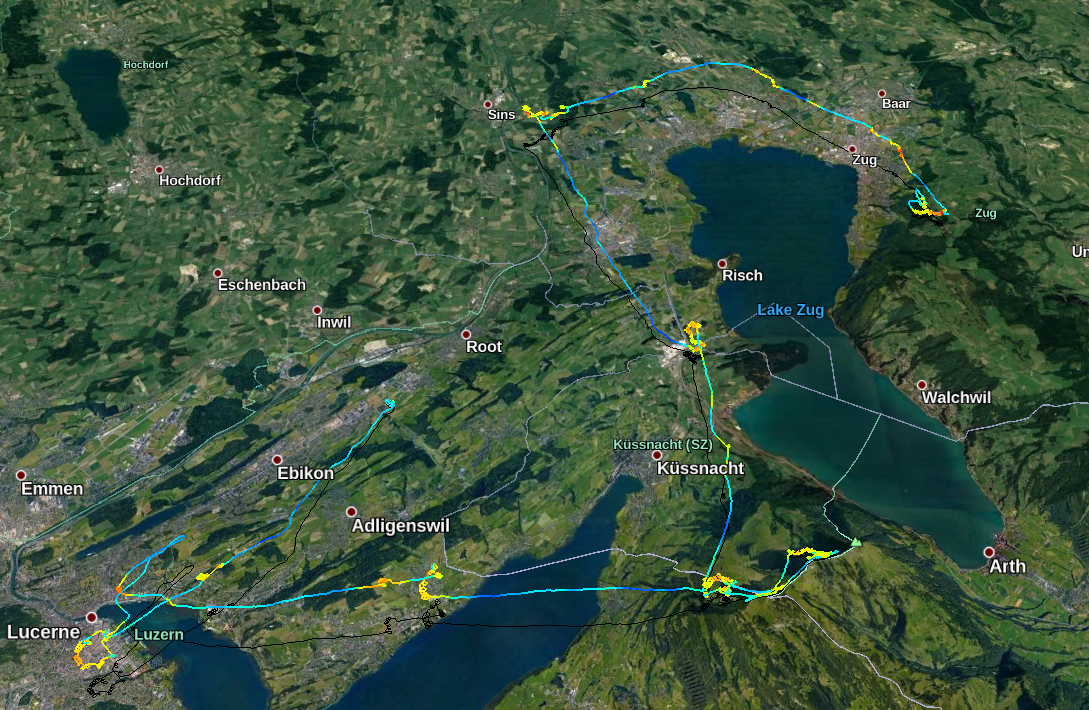 Hochdorf
Sins
Baar
Zug
Hochdorf
Zug
Un
Risch
Eschenbach
Lake Zug
Inwil
Root
Walchwil
Küssnacht (SZ)
Küssnacht
Ebikon
Emmen
Adligenswil
Arth
Lucerne
Luzern